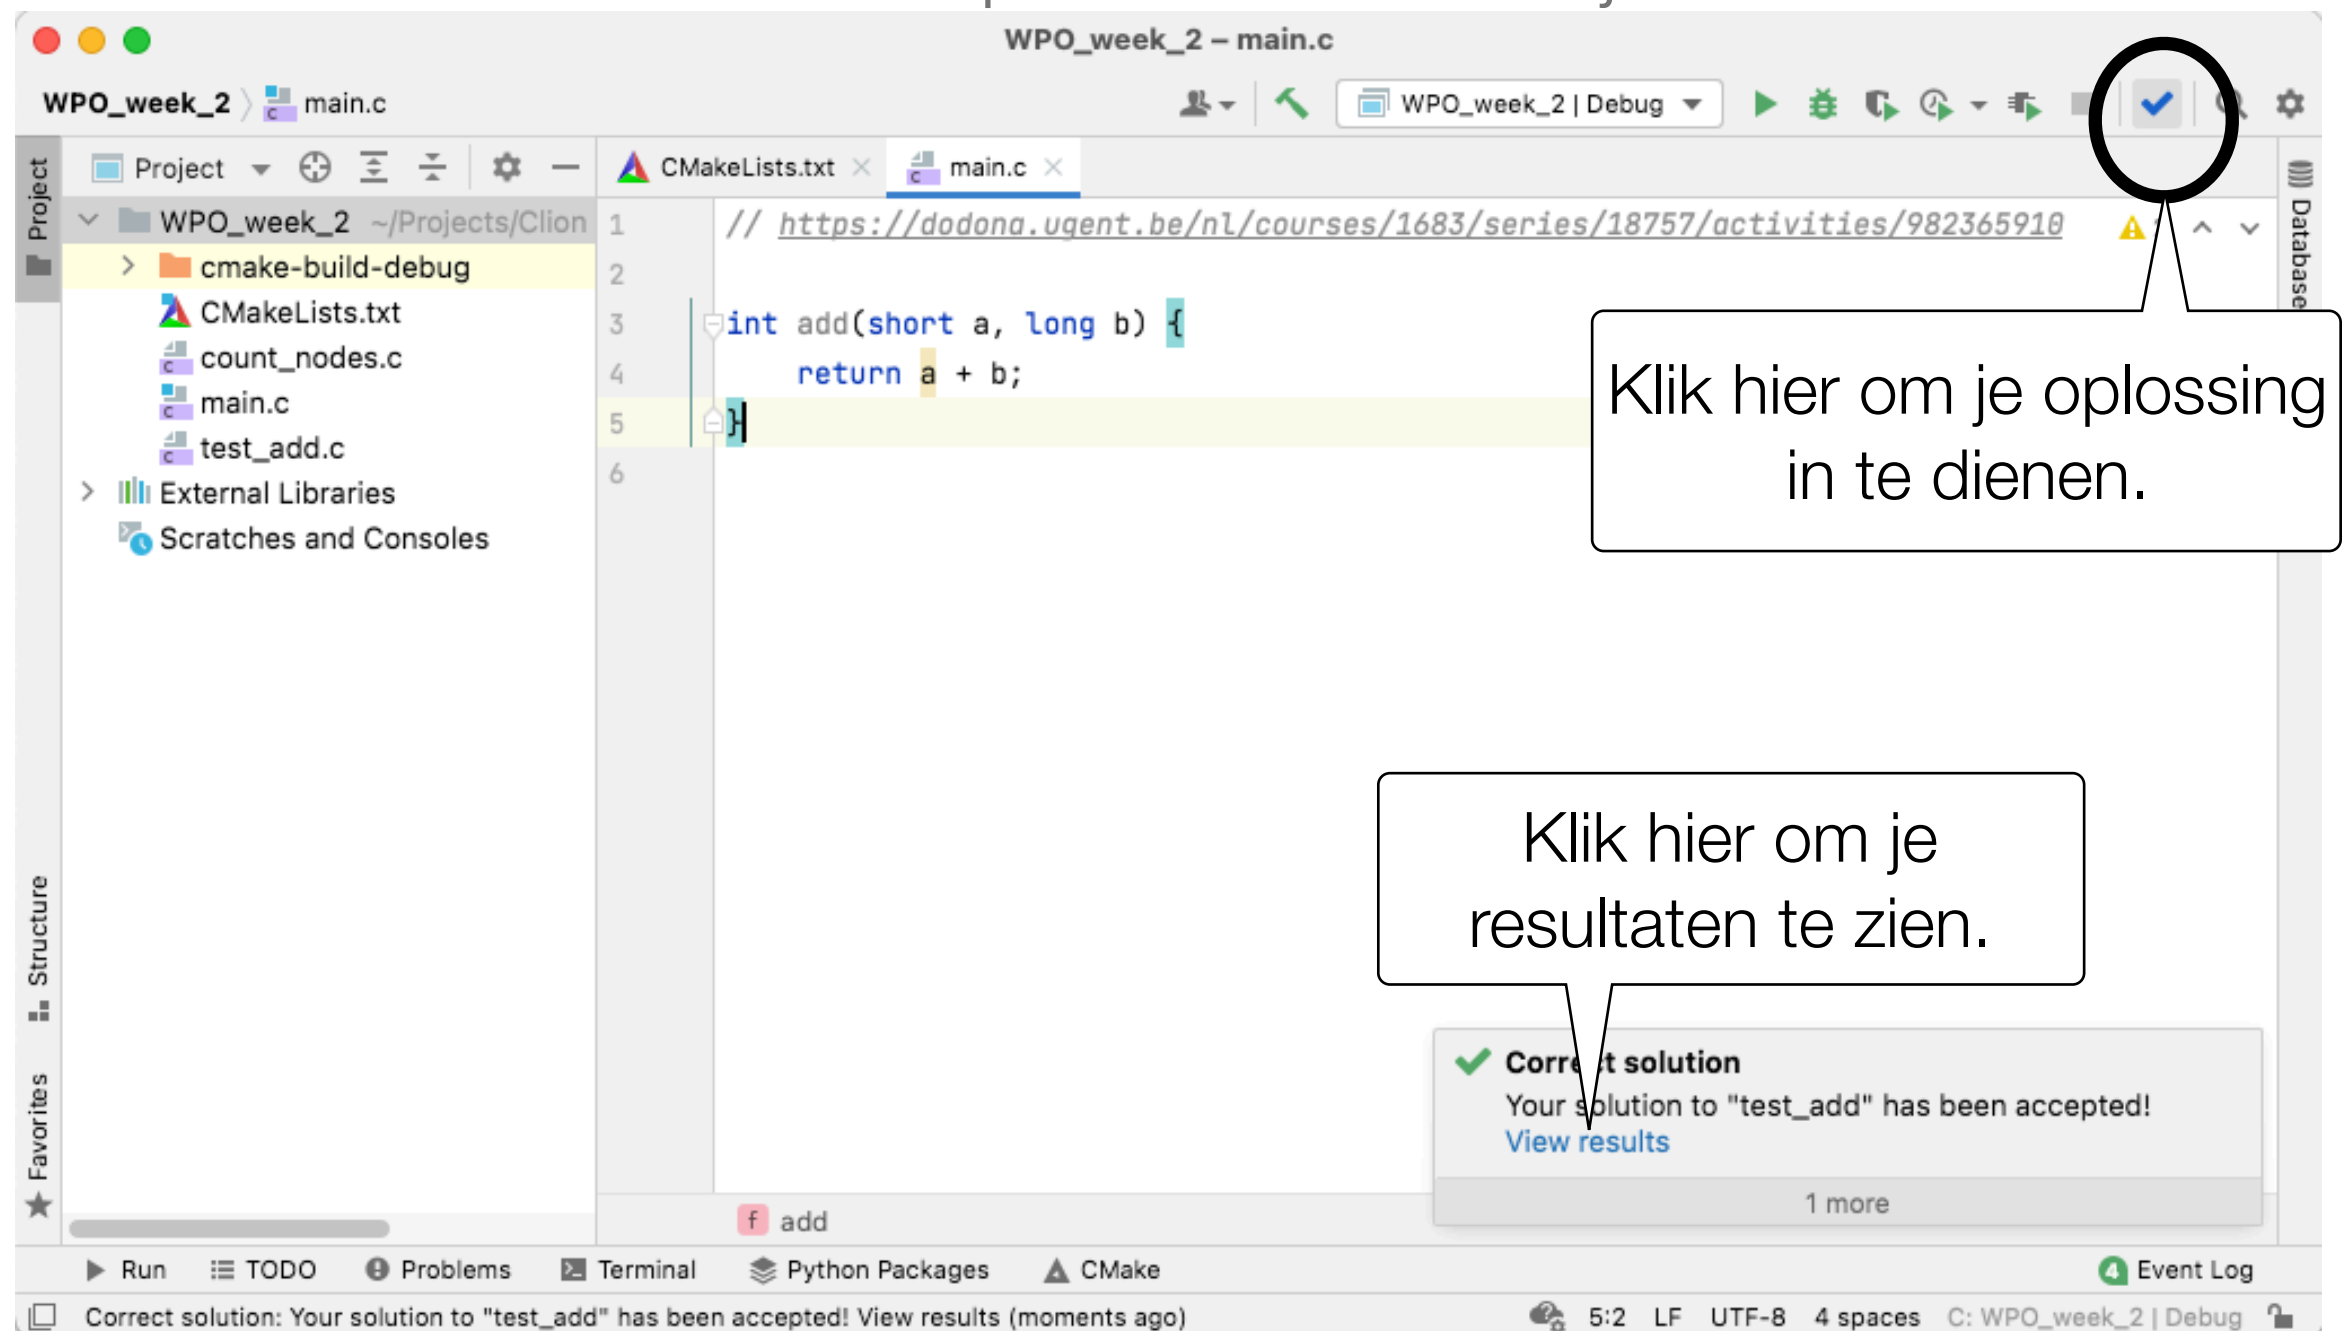 WPO_week_2 – main.c
WPO_week_2 main.c
WPO_week_2 | Debug
Project
Project
CMakeLists.txt
main.c
Database
WPO_week_2 ~/Projects/Clion
cmake-build-debug
CMakeLists.txt
count_nodes.c
main.c
test_add.c
External Libraries
Scratches and Consoles
1 // https://dodona.ugent.be/nl/courses/1683/series/18757/activities/982365910
2
3 int add(short a, long b) {
4 return a + b;
5 }
6
Klik hier om je oplossing
in te dienen.
Klik hier om je
resultaten te zien.
Structure
Favorites
Correct solution
Your solution to "test_add" has been accepted!
View results
1 more
f add
Run TODO Problems Terminal Python Packages CMake 4 Event Log
Correct solution: Your solution to "test_add" has been accepted! View results (moments ago) 5:2 LF UTF-8 4 spaces C: WPO_week_2 | Debug